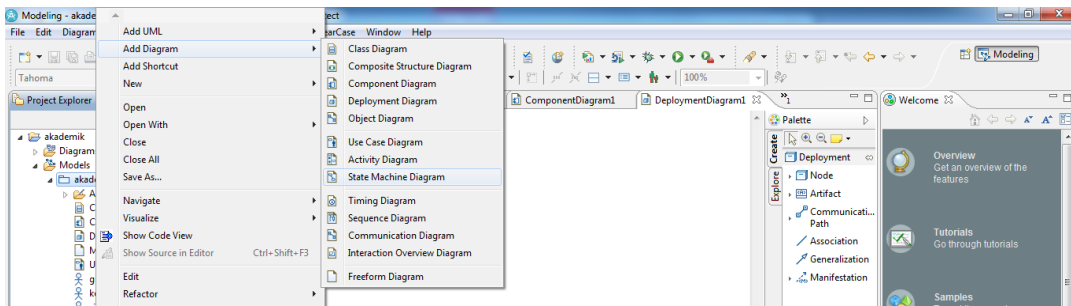 Modeling - akade
ect
File Edit Diagram
arCase Window Help
Tahoma
100%
Modeling
Add UML
Add Diagram
Add Shortcut
New
Open
Open With
Close
Close All
Save As...
Navigate
Visualize
Show Code View
Show Source in Editor Ctrl+Shift+F3
Edit
Refactor
Class Diagram
Composite Structure Diagram
Component Diagram
Deployment Diagram
Object Diagram
Use Case Diagram
Activity Diagram
State Machine Diagram
Timing Diagram
Sequence Diagram
Communication Diagram
Interaction Overview Diagram
Freeform Diagram
Project Explorer
akademik
Diagram
Models
akad
A
C
C
D
M
U
g
k
ComponentDiagram1
DeploymentDiagram1
»1
Palette
Create
Explore
Deployment
Node
Artifact
Communicati...
Path
Association
Generalization
Manifestation
Welcome
Overview
Get an overview of the
features
Tutorials
Go through tutorials
Samples